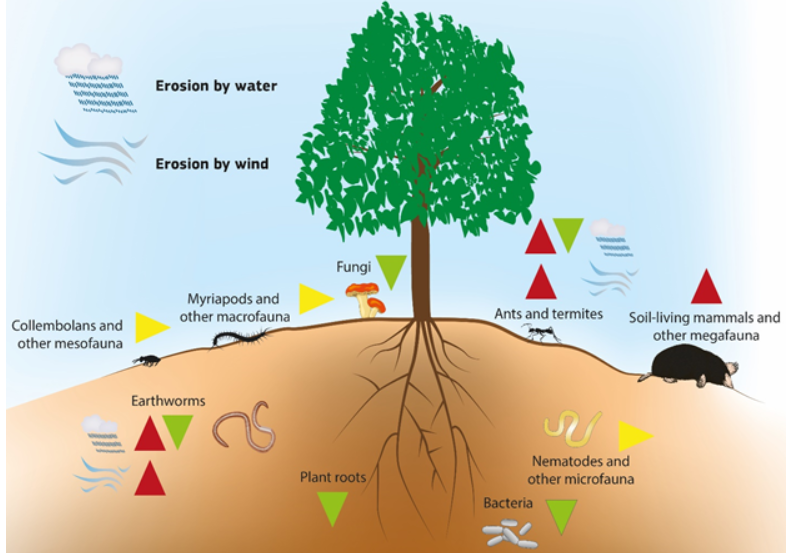 Erosion by water
Erosion by wind
Fungi
Myriapods and
other macrofauna
Collembolans and
other mesofauna
Ants and termites
Soil-living mammals and
other megafauna
Earthworms
Nematodes and
other microfauna
Plant roots
Bacteria